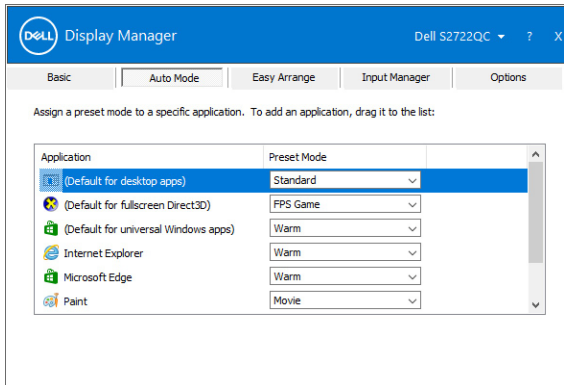 DELL Display Manager Dell S2722QC ? X
Basic Auto Mode Easy Arrange Input Manager Options
Assign a preset mode to a specific application. To add an application, drag it to the list:
Application Preset Mode
(Default for desktop apps) Standard
(Default for fullscreen Direct3D) FPS Game
(Default for universal Windows apps) Warm
Internet Explorer Warm
Microsoft Edge Warm
Paint Movie